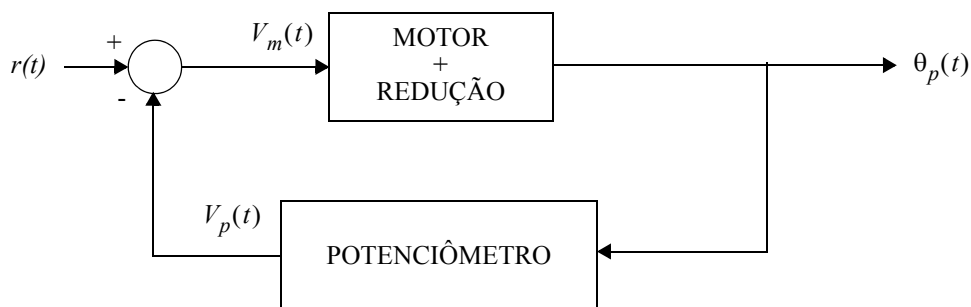 V_m(t)
MOTOR
+
REDUÇÃO
+
r(t)
-
θ_p(t)
V_p(t)
POTENCIÔMETRO